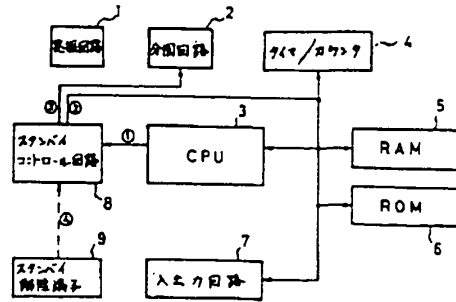 1
発振回路
2
分周回路
タイマ/カウンタ
4
②
③
スタンバイ
コントロール回路
8
①
3
CPU
5
RAM
ROM
6
④
スタンバイ
解除端子
9
7
入出力回路